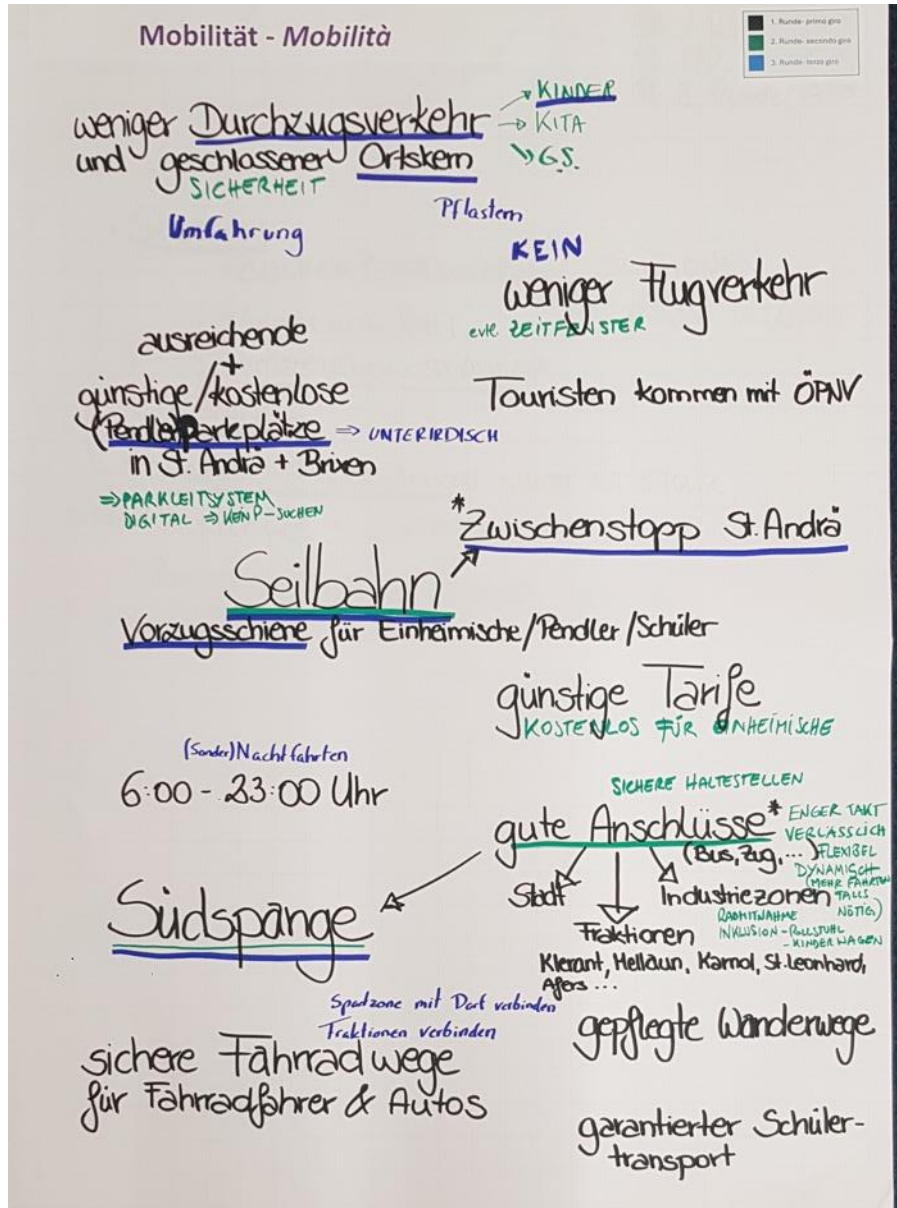 Mobilität - Mobilità
1. Runde- primo giro
2. Runde- secondo giro
3. Runde- terzo giro
weniger Durchzugsverkehr
und geschlossener Ortskern
→ KINDER
→ KITA
↘ G.S.
SICHERHEIT
Umfahrung
Pflastern
KEIN
weniger Flugverkehr
evtl. ZEITFENSTER
ausreichende
+
günstige/kostenlose
(Pendler)Parkplätze ⇒ UNTERIRDISCH
in St. Andrä + Brixen
⇒ PARKLEITSYSTEM
DIGITAL ⇒ KEIN P-SUCHEN
Touristen kommen mit ÖPNV
*Zwischenstopp St. Andrä
Seilbahn
Vorzugsschiene für Einheimische/Pendler/Schüler
günstige Tarife
KOSTENLOS FÜR EINHEIMISCHE
(Sonder)Nachtfahrten
6:00 - 23:00 Uhr
SICHERE HALTESTELLEN
gute Anschlüsse*
(Bus, Zug, ...)
ENGER TAKT
VERLÄSSLICH
FLEXIBEL
DYNAMISCH
(MEHR FAHRTEN
FALLS
NÖTIG)
Stadt
Industriezonen
RADMITNAHME
INKLUSION - ROLLSTUHL
- KINDERWAGEN
Fraktionen
Klerant, Mellaun, Karnol, St. Leonhard,
Afers ...
Südspange
Sportzone mit Dorf verbinden
Fraktionen verbinden
sichere Fahrradwege
für Fahrradfahrer & Autos
gepflegte Wanderwege
garantierter Schüler-
transport